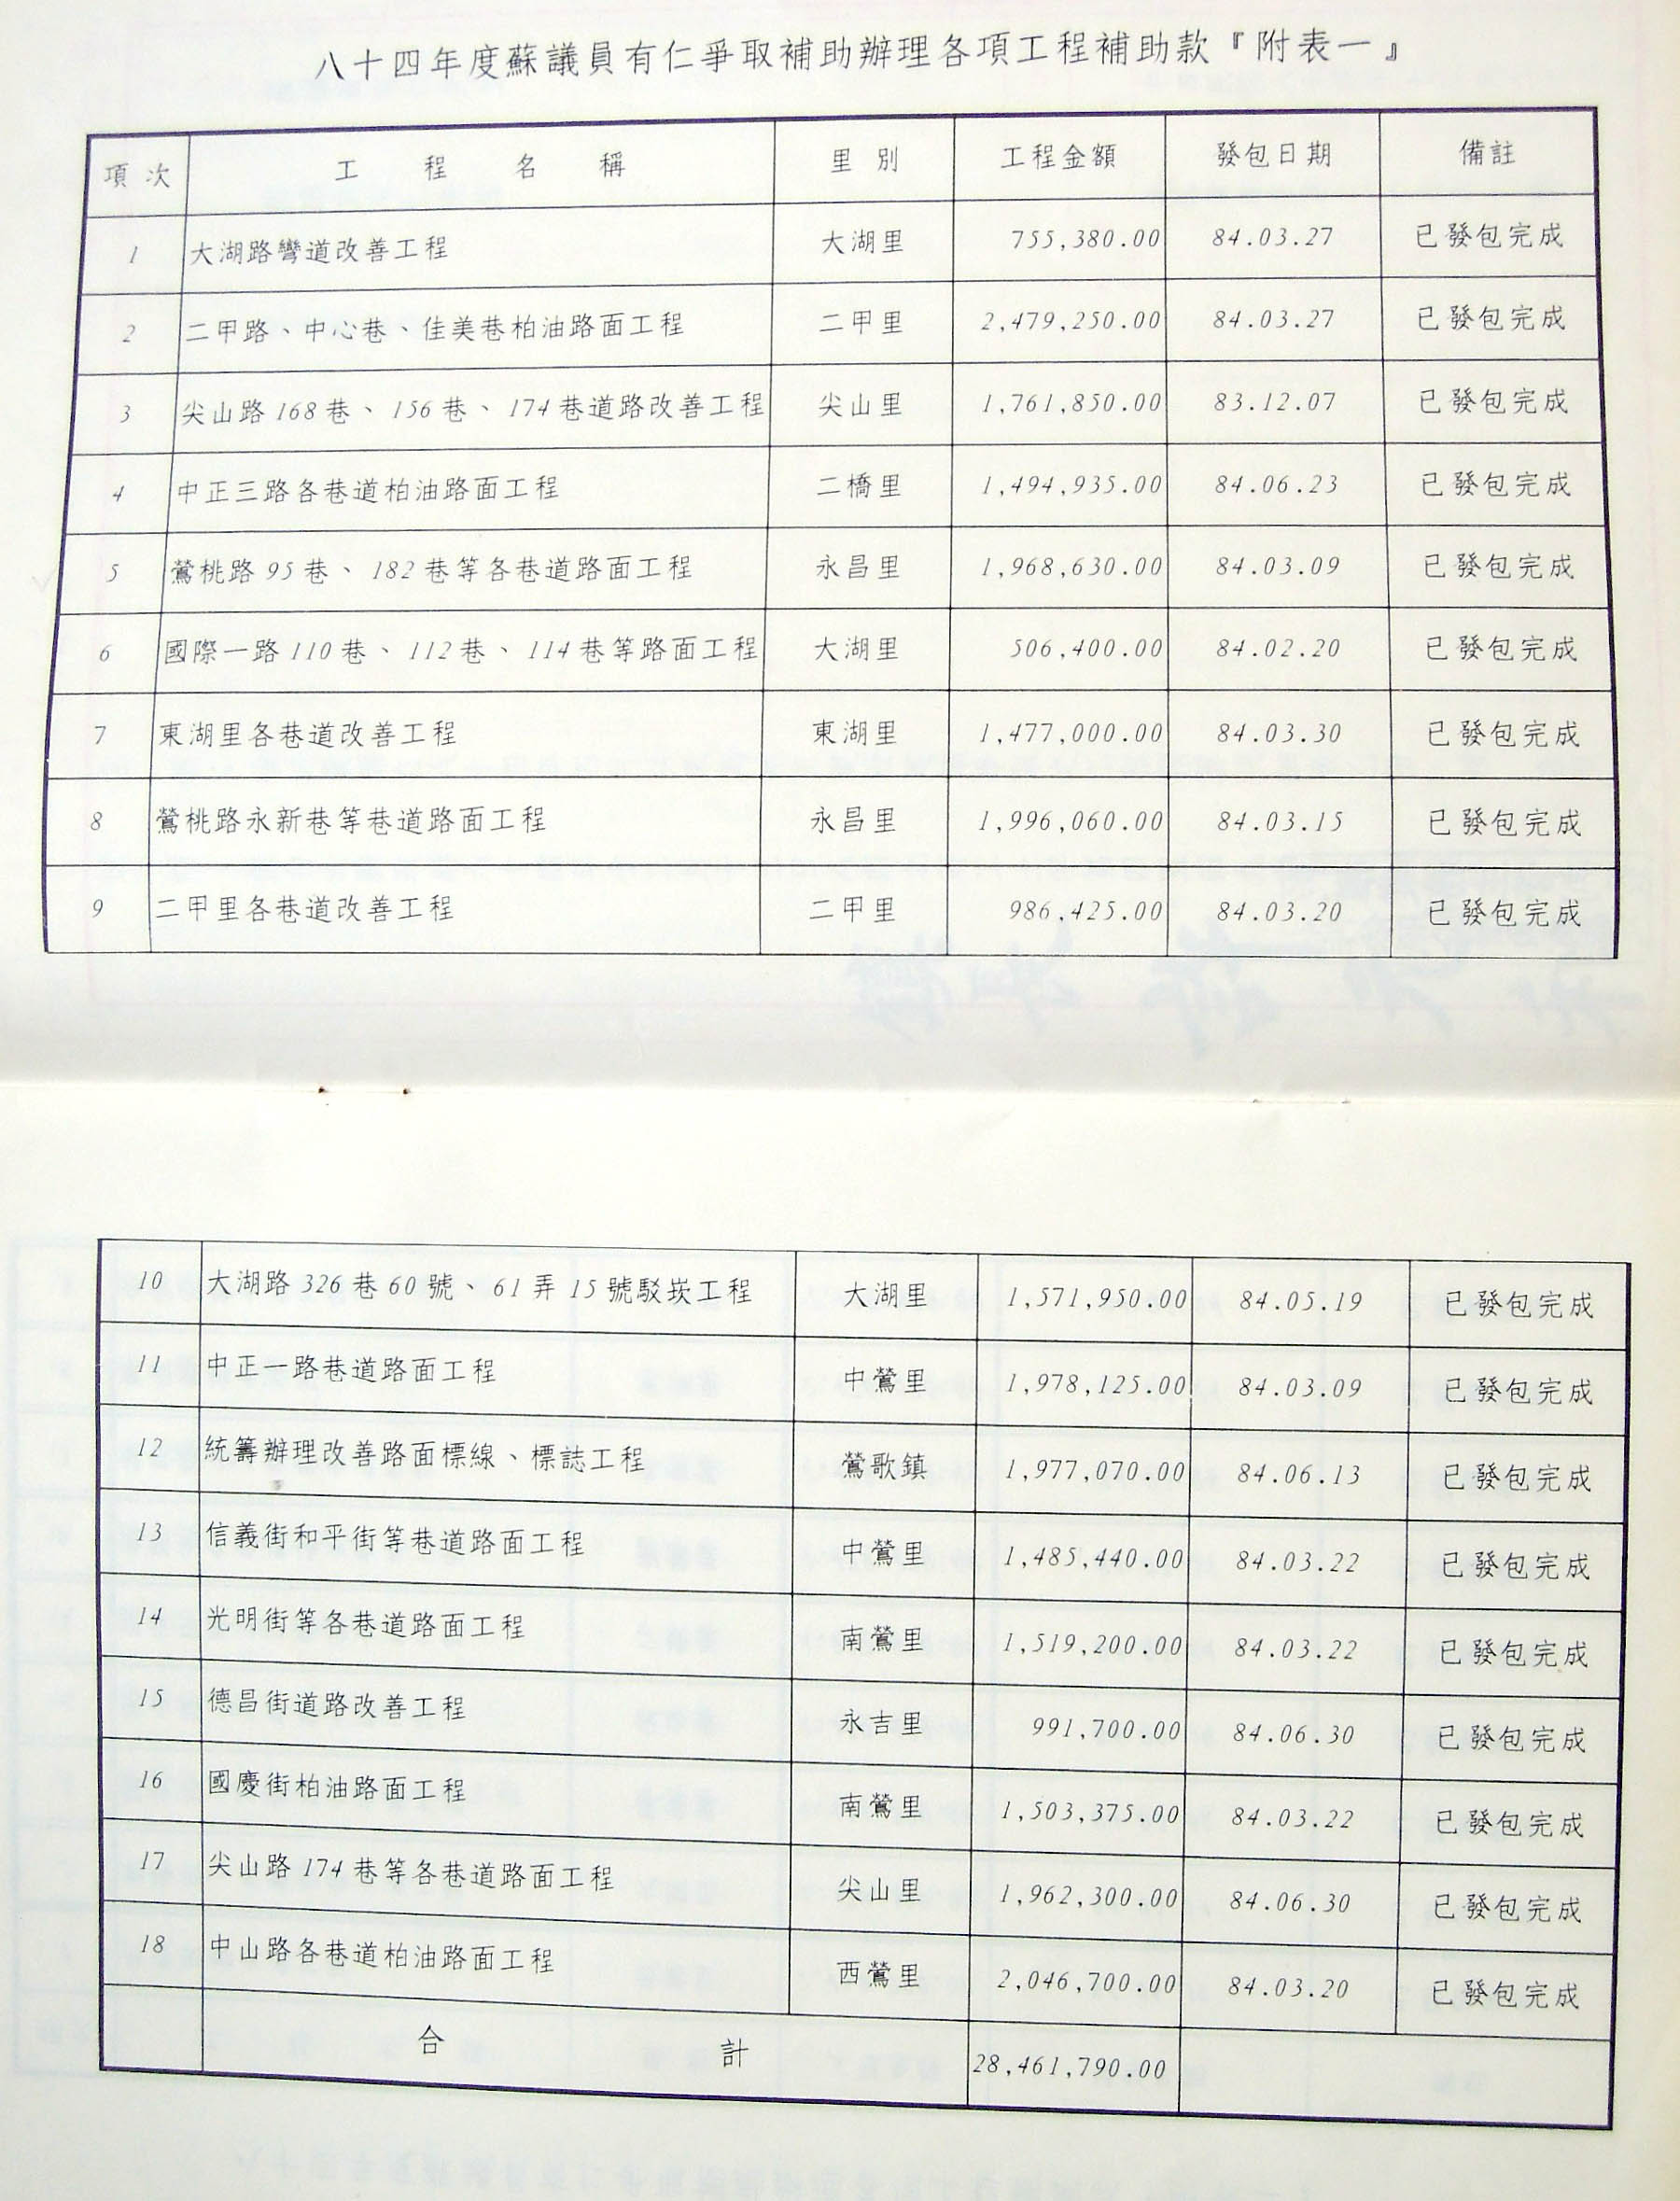 八十四年度蘇議員有仁爭取補助辦理各項工程補助款『附表一』
項次 工程名稱 里別 工程金額 發包日期 備註
1 大湖路彎道改善工程 大湖里 755,380.00 84.03.27 已發包完成
2 二甲路、中心巷、佳美巷柏油路面工程 二甲里 2,479,250.00 84.03.27 已發包完成
3 尖山路168巷、156巷、174巷道路改善工程 尖山里 1,761,850.00 83.12.07 已發包完成
4 中正三路各巷道柏油路面工程 二橋里 1,494,935.00 84.06.23 已發包完成
5 鶯桃路95巷、182巷等各巷道路面工程 永昌里 1,968,630.00 84.03.09 已發包完成
6 國際一路110巷、112巷、114巷等路面工程 大湖里 506,400.00 84.02.20 已發包完成
7 東湖里各巷道改善工程 東湖里 1,477,000.00 84.03.30 已發包完成
8 鶯桃路永新巷等巷道路面工程 永昌里 1,996,060.00 84.03.15 已發包完成
9 二甲里各巷道改善工程 二甲里 986,425.00 84.03.20 已發包完成
10 大湖路326巷60號、61弄15號駁崁工程 大湖里 1,571,950.00 84.05.19 已發包完成
11 中正一路巷道路面工程 中鶯里 1,978,125.00 84.03.09 已發包完成
12 統籌辦理改善路面標線、標誌工程 鶯歌鎮 1,977,070.00 84.06.13 已發包完成
13 信義街和平街等巷道路面工程 中鶯里 1,485,440.00 84.03.22 已發包完成
14 光明街等各巷道路面工程 南鶯里 1,519,200.00 84.03.22 已發包完成
15 德昌街道路改善工程 永吉里 991,700.00 84.06.30 已發包完成
16 國慶街柏油路面工程 南鶯里 1,503,375.00 84.03.22 已發包完成
17 尖山路174巷等各巷道路面工程 尖山里 1,962,300.00 84.06.30 已發包完成
18 中山路各巷道柏油路面工程 西鶯里 2,046,700.00 84.03.20 已發包完成
合計 28,461,790.00